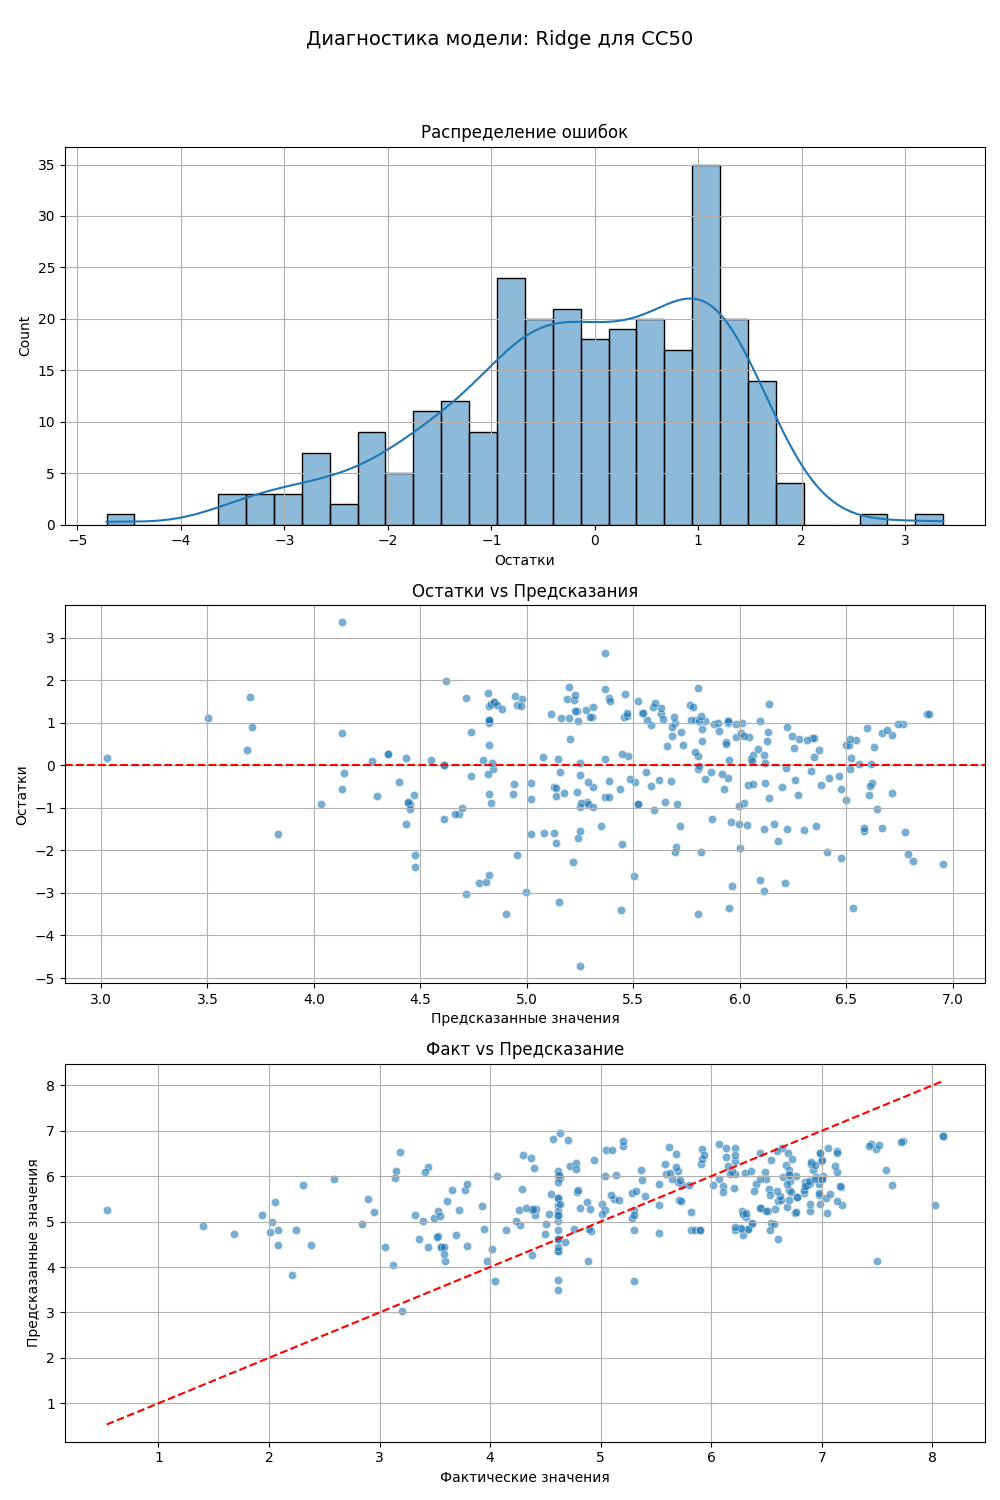 Диагностика модели: Ridge для CC50
Распределение ошибок
35
30
25
20
15
10
5
0
Count
−5 −4 −3 −2 −1 0 1 2 3
Остатки
Остатки vs Предсказания
3
2
1
0
−1
−2
−3
−4
−5
Остатки
3.0 3.5 4.0 4.5 5.0 5.5 6.0 6.5 7.0
Предсказанные значения
Факт vs Предсказание
8
7
6
5
4
3
2
1
Предсказанные значения
1 2 3 4 5 6 7 8
Фактические значения